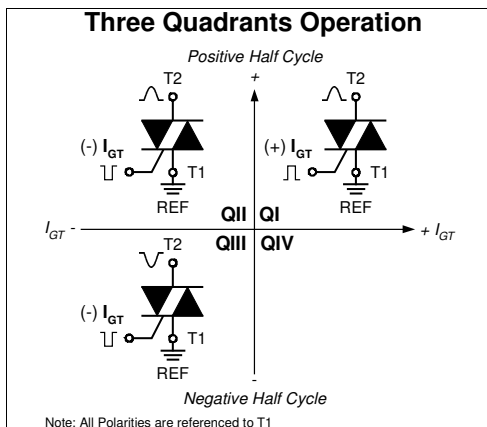 Three Quadrants Operation
Positive Half Cycle
+
T2
(-) IGT
T1
REF
T2
(+) IGT
T1
REF
QII QI
IGT -
+ IGT
QIII QIV
T2
(-) IGT
T1
REF
-
Negative Half Cycle
Note: All Polarities are referenced to T1